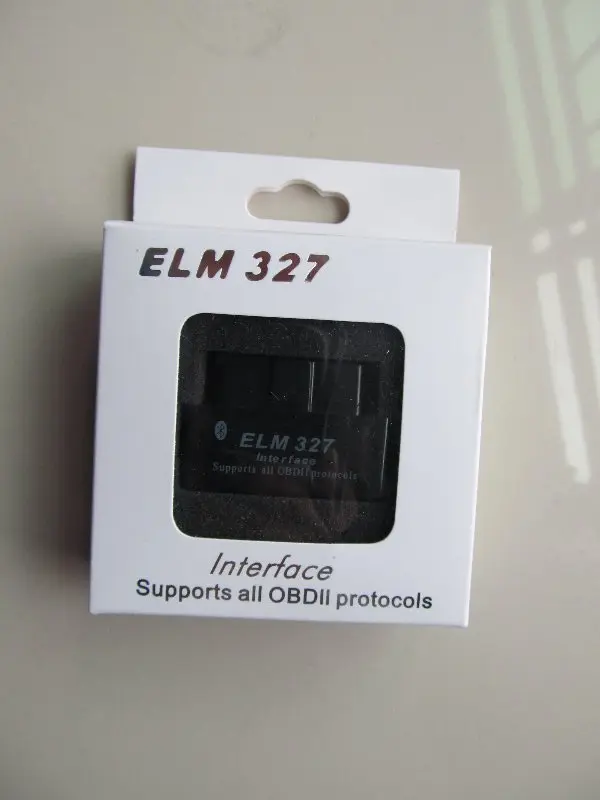 ELM 327
ELM 327
Interface
Supports all OBDII protocols
Interface
Supports all OBDII protocols